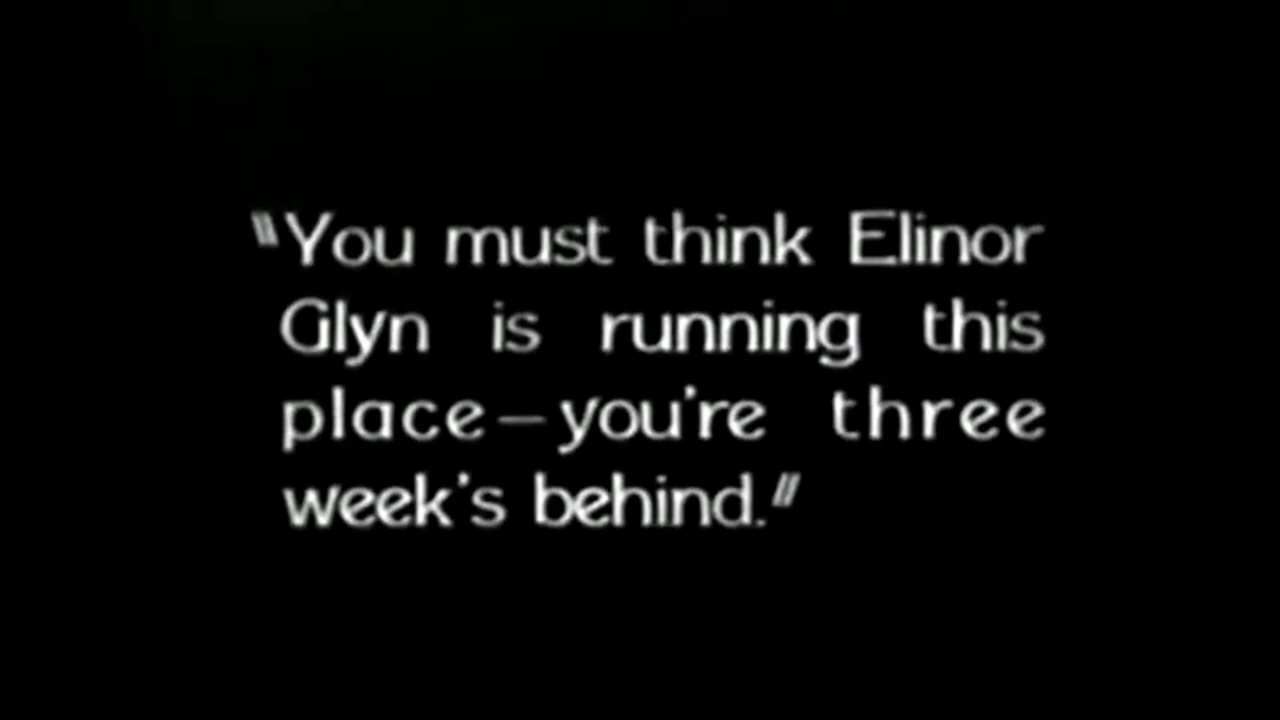 "You must think Elinor
Glyn is running this
place—you're three
week's behind."